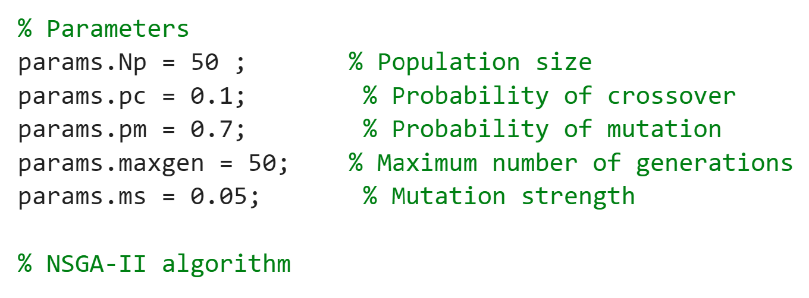 % Parameters
params.Np = 50 ; % Population size
params.pc = 0.1; % Probability of crossover
params.pm = 0.7; % Probability of mutation
params.maxgen = 50; % Maximum number of generations
params.ms = 0.05; % Mutation strength
% NSGA-II algorithm